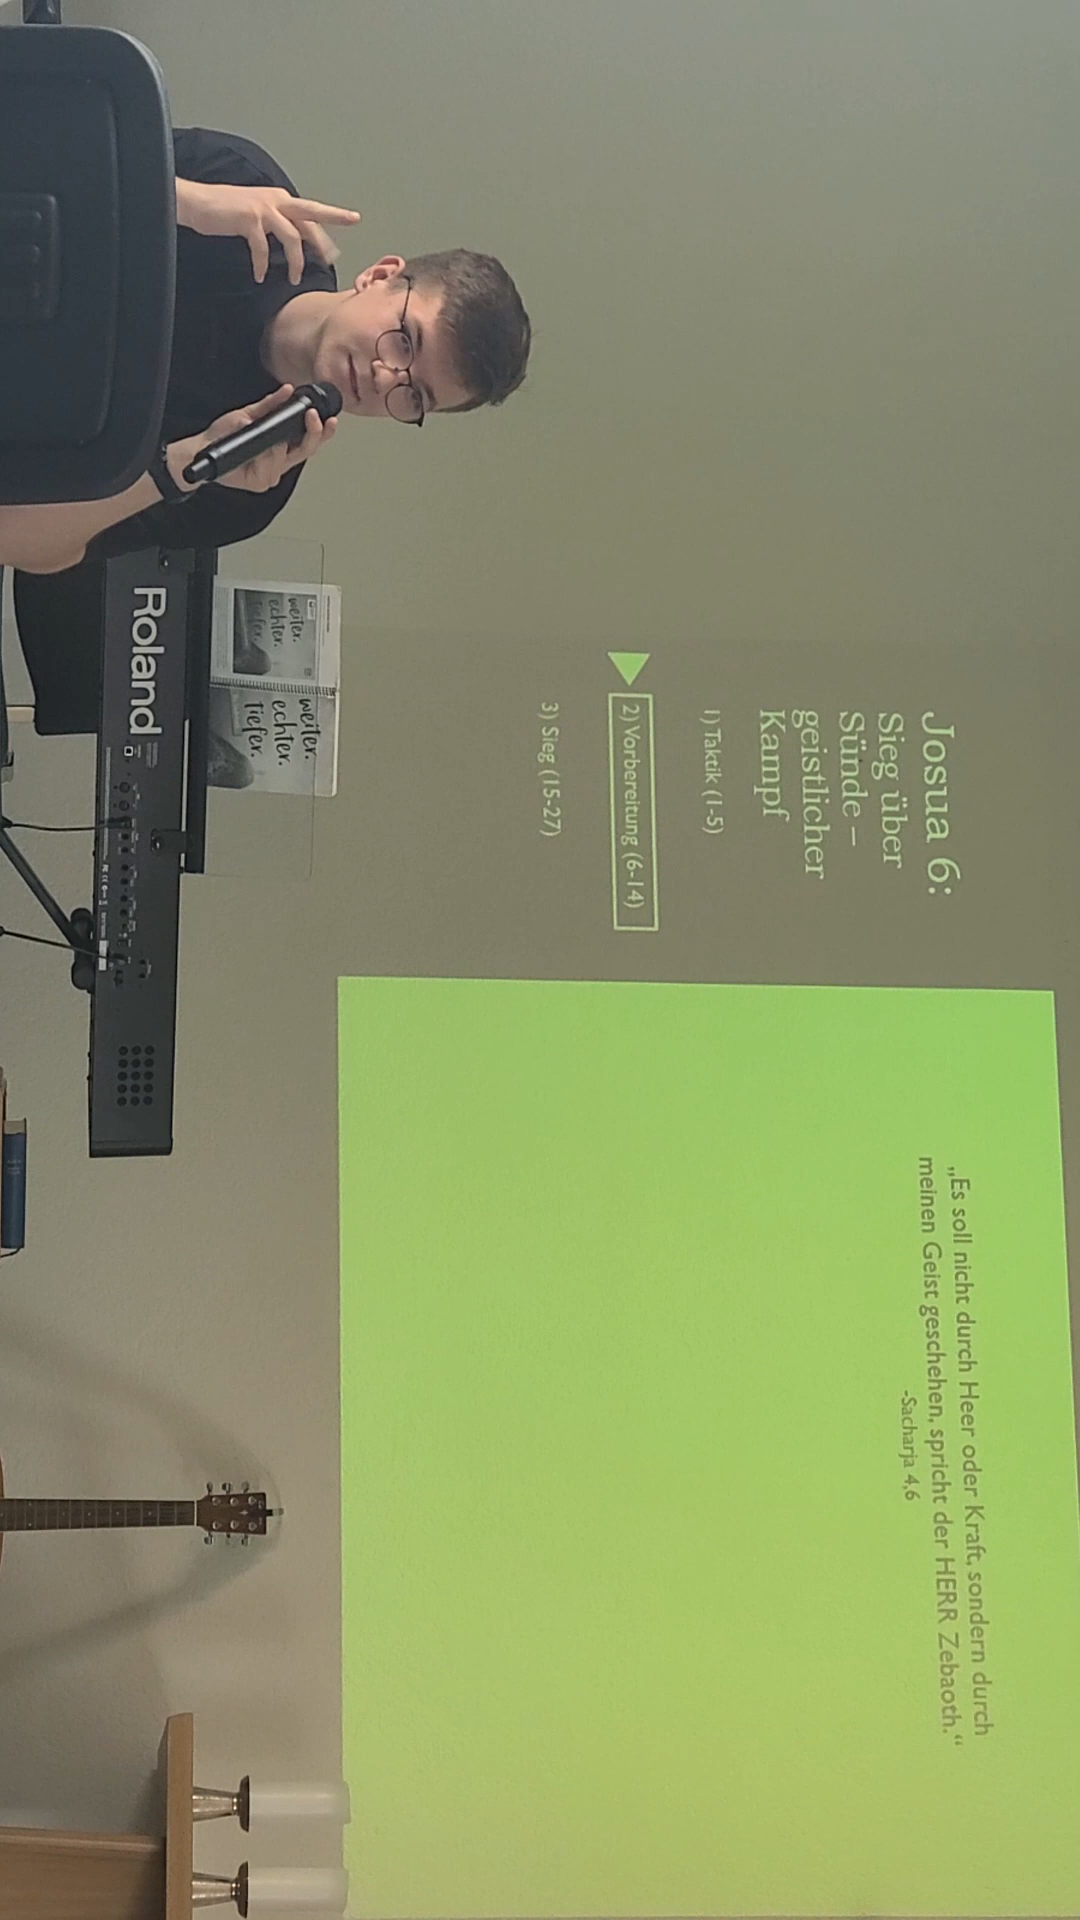 Josua 6:
Sieg über
Sünde –
geistlicher
Kampf
1) Taktik (1-5)
2) Vorbereitung (6-14)
3) Sieg (15-27)
„Es soll nicht durch Heer oder Kraft, sondern durch
meinen Geist geschehen, spricht der HERR Zebaoth.“
-Sacharja 4,6
weiter.
echter.
tiefer.
weiter.
echter.
tiefer.
Roland